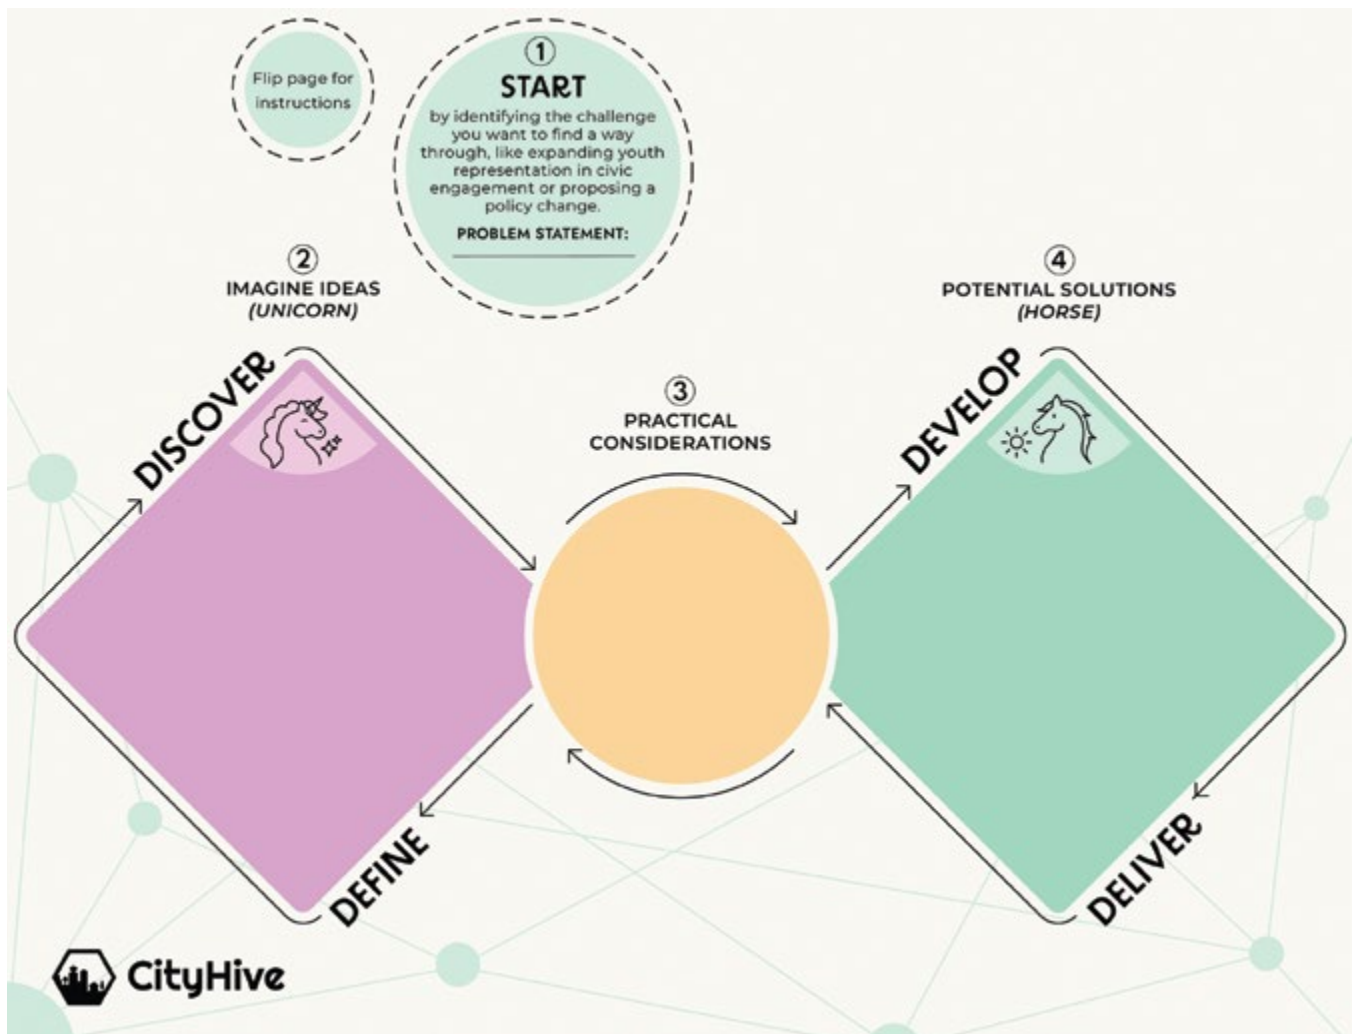 Flip page for
instructions
①
START
by identifying the challenge
you want to find a way
through, like expanding youth
representation in civic
engagement or proposing a
policy change.
PROBLEM STATEMENT:
②
IMAGINE IDEAS
(UNICORN)
DISCOVER
DEFINE
③
PRACTICAL
CONSIDERATIONS
④
POTENTIAL SOLUTIONS
(HORSE)
DEVELOP
DELIVER
CityHive